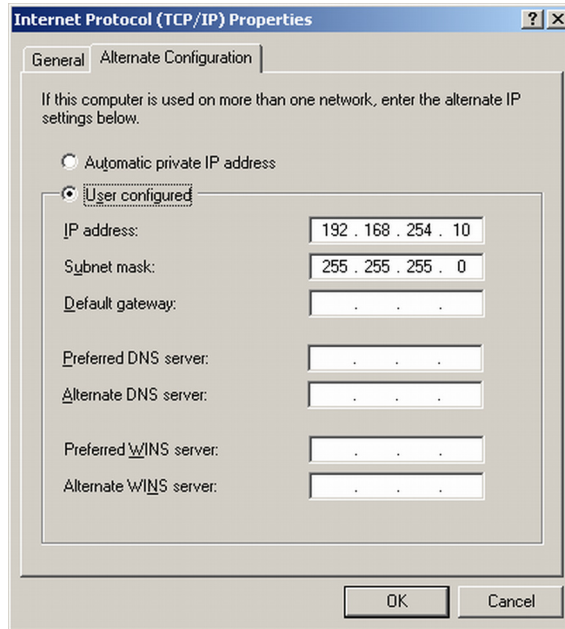 Internet Protocol (TCP/IP) Properties
General
Alternate Configuration
If this computer is used on more than one network, enter the alternate IP
settings below.
Automatic private IP address
User configured
IP address: 192 . 168 . 254 . 10
Subnet mask: 255 . 255 . 255 . 0
Default gateway: . . .
Preferred DNS server: . . .
Alternate DNS server: . . .
Preferred WINS server: . . .
Alternate WINS server: . . .
OK
Cancel